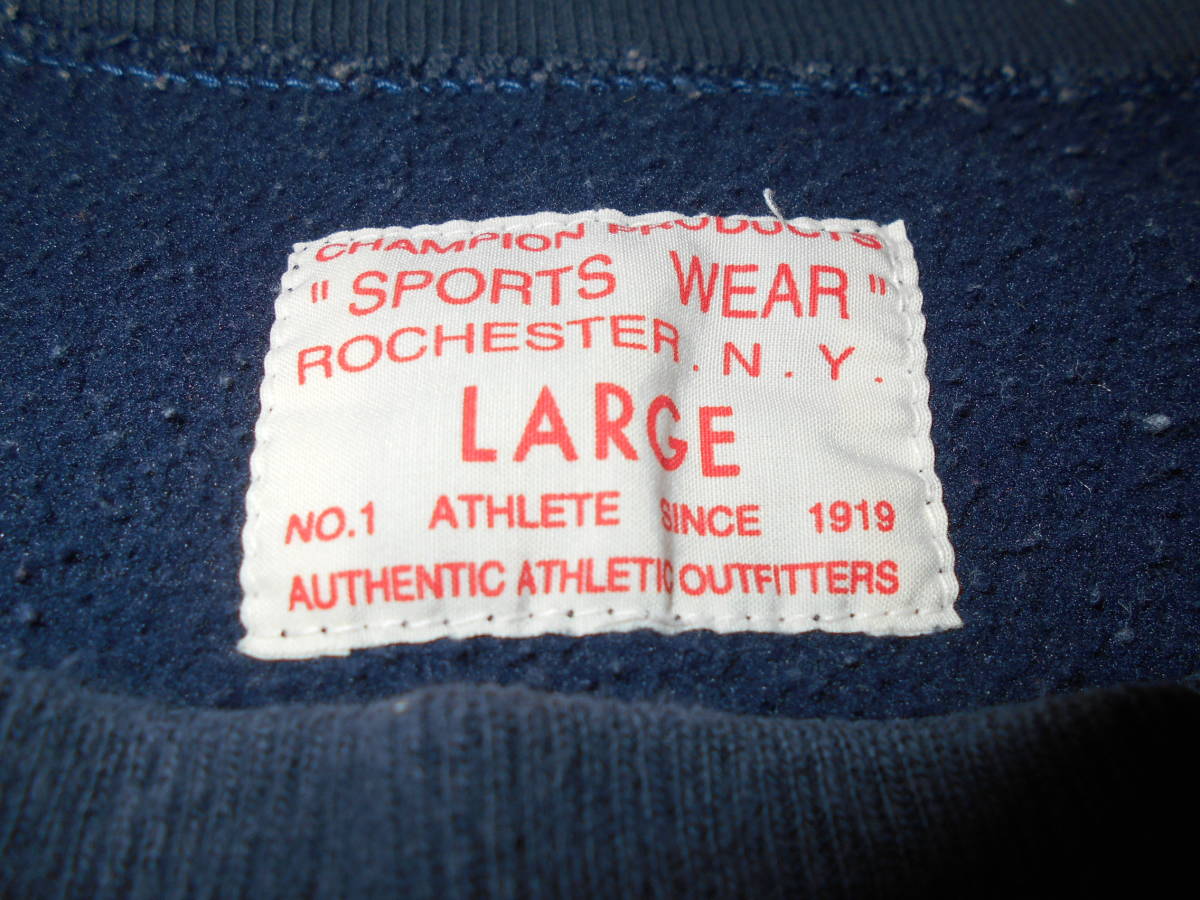 CHAMPION PRODUCTS
" SPORTS WEAR "
ROCHESTER . N . Y .
LARGE
NO.1 ATHLETE SINCE 1919
AUTHENTIC ATHLETIC OUTFITTERS